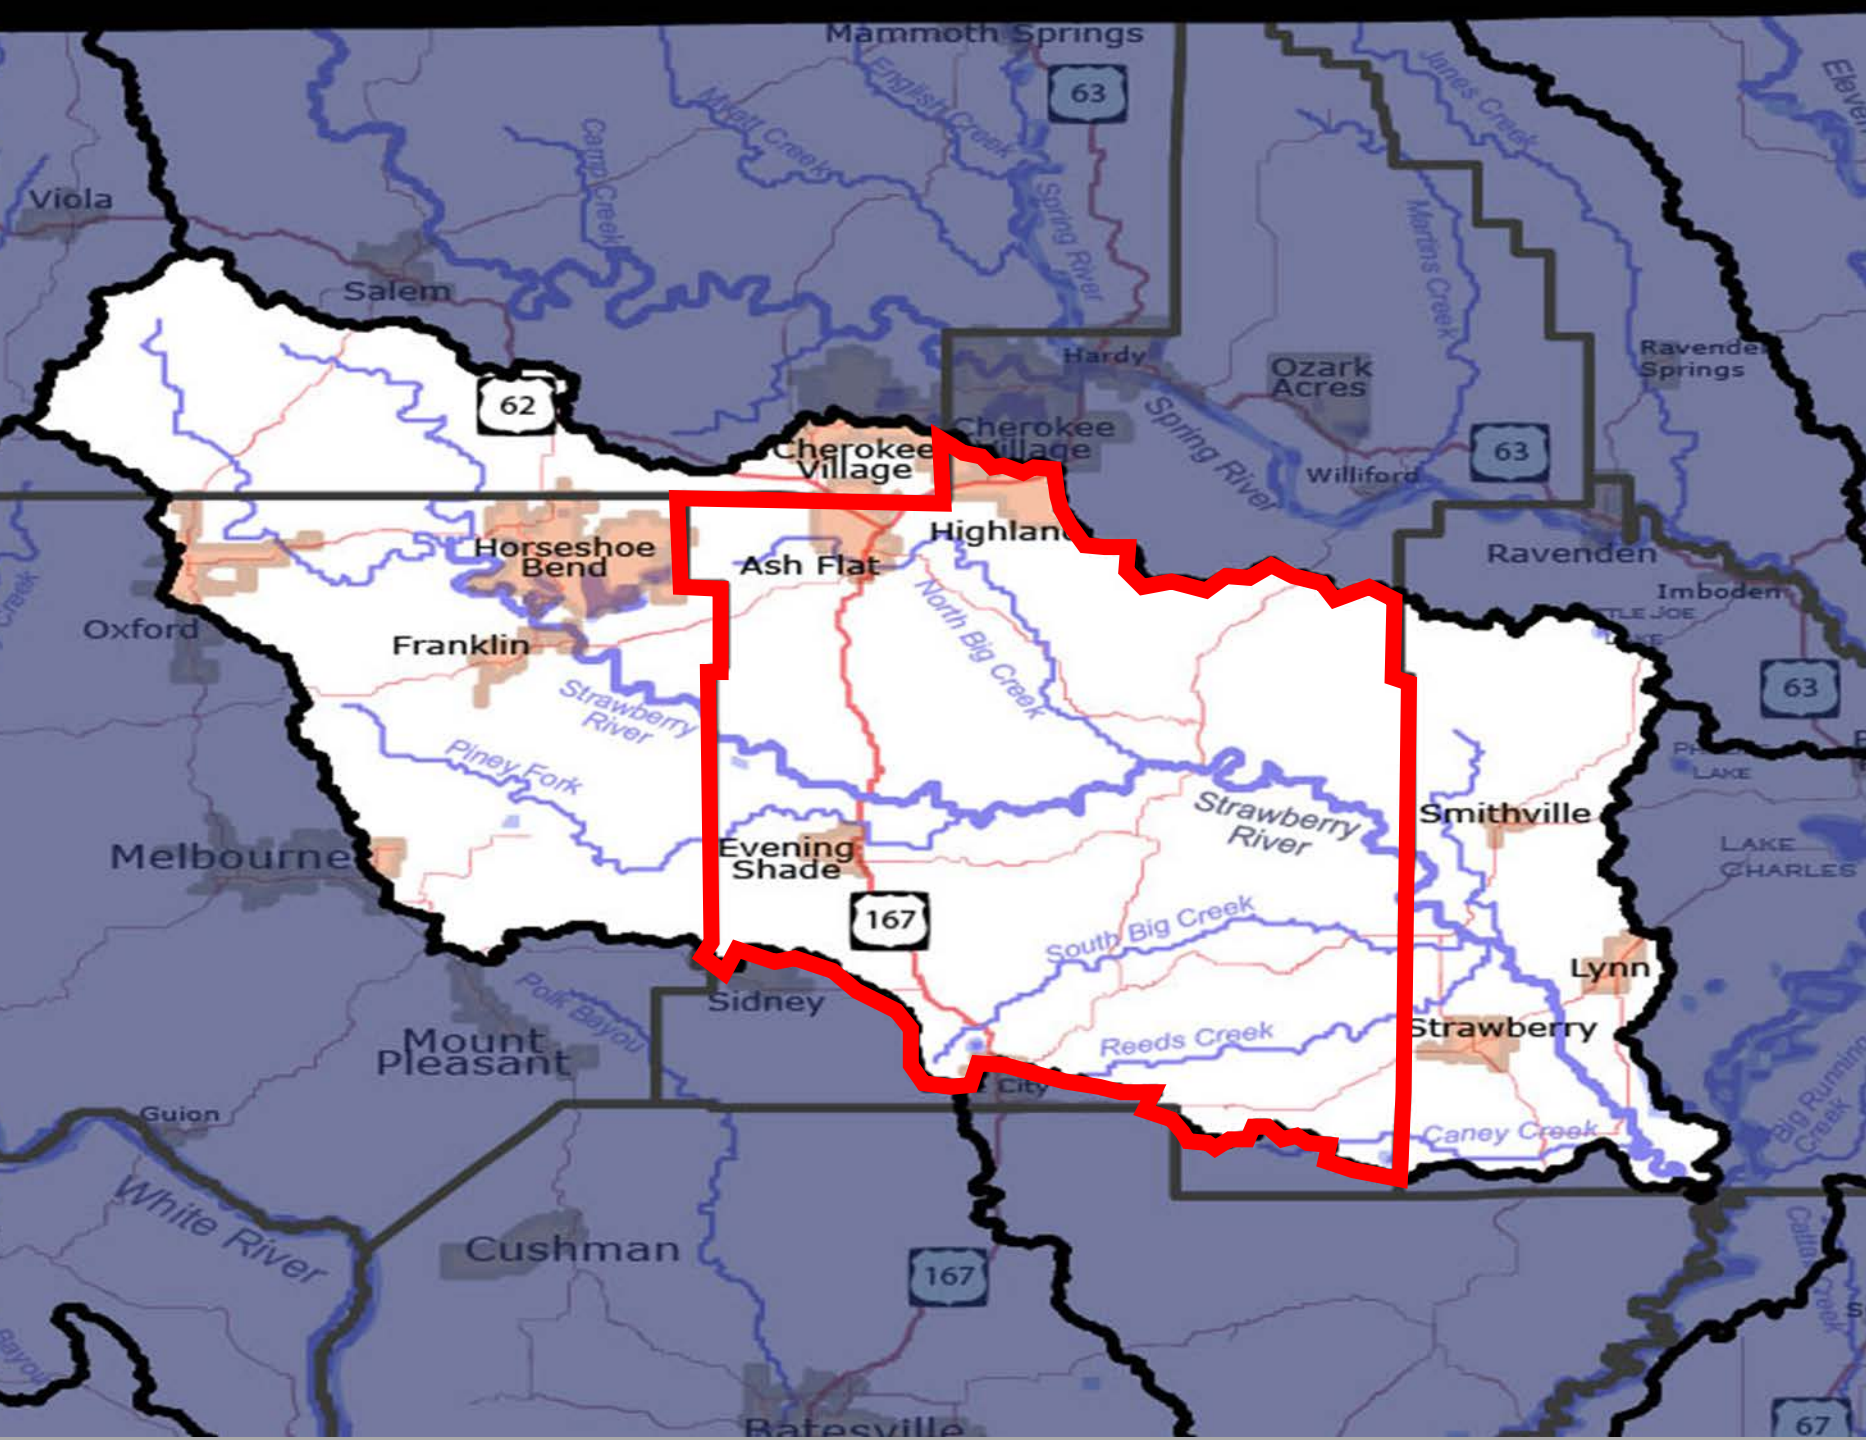 Mammoth Springs
63
English Creek
Janes Creek
Myatt Creek
Camp Creek
Spring River
Viola
Martins Creek
Salem
Hardy
Ravenden
Springs
Ozark
Acres
62
Spring River
Cherokee
Village
Cherokee
Village
63
Williford
Highland
Horseshoe
Bend
Ash Flat
Ravenden
Imboden
Creek
Oxford
Franklin
North Big Creek
LAKE
63
Strawberry
River
Piney Fork
LAKE
Strawberry
River
Smithville
Melbourne
Evening
Shade
LAKE
CHARLES
167
South Big Creek
Lynn
Polk Bayou
Sidney
Strawberry
Mount
Pleasant
Reeds Creek
City
Guion
Big Running
Creek
Caney Creek
White River
Cushman
167
Bayou
Batesville
67